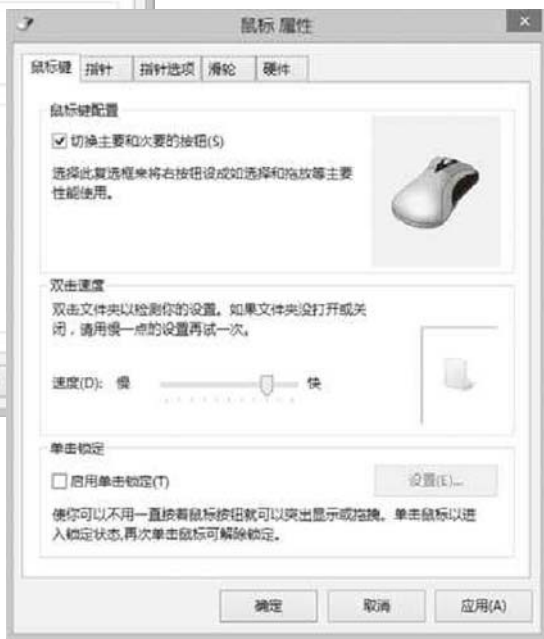 鼠标 属性
鼠标键 指针 指针选项 滑轮 硬件
鼠标键配置
切换主要和次要的按钮(S)
选择此复选框来将右按钮设成如选择和拖放等主要
性能使用。
双击速度
双击文件夹以检测你的设置。如果文件夹没打开或关
闭，请用慢一点的设置再试一次。
速度(D): 慢 快
单击锁定
启用单击锁定(T)
设置(E)...
使你可以不用一直按着鼠标按钮就可以突出显示或拖拽。单击鼠标以进
入锁定状态,再次单击鼠标可解除锁定。
确定 取消 应用(A)